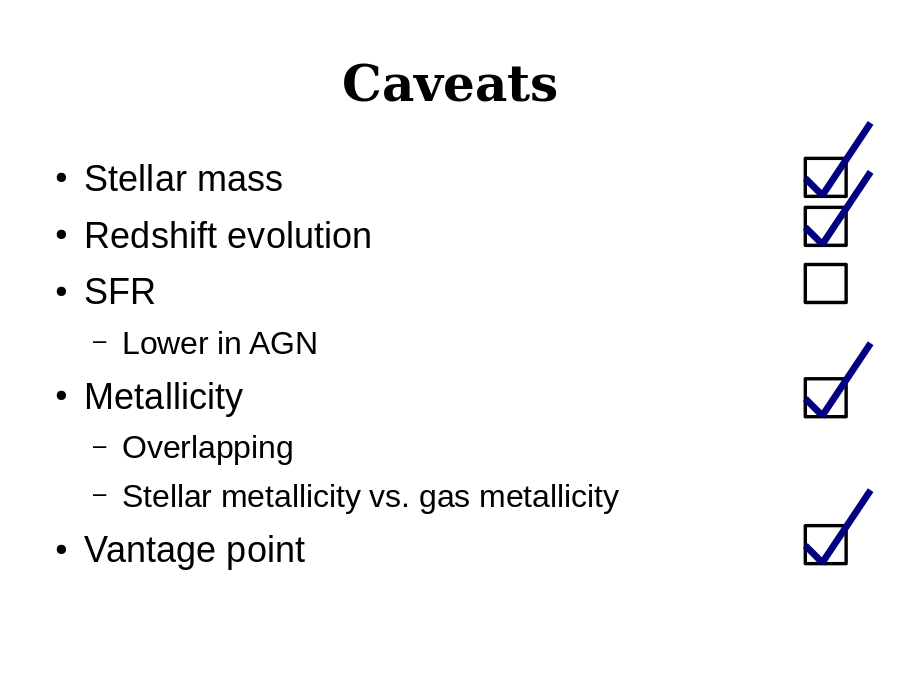 Caveats
• Stellar mass
• Redshift evolution
• SFR
– Lower in AGN
• Metallicity
– Overlapping
– Stellar metallicity vs. gas metallicity
• Vantage point